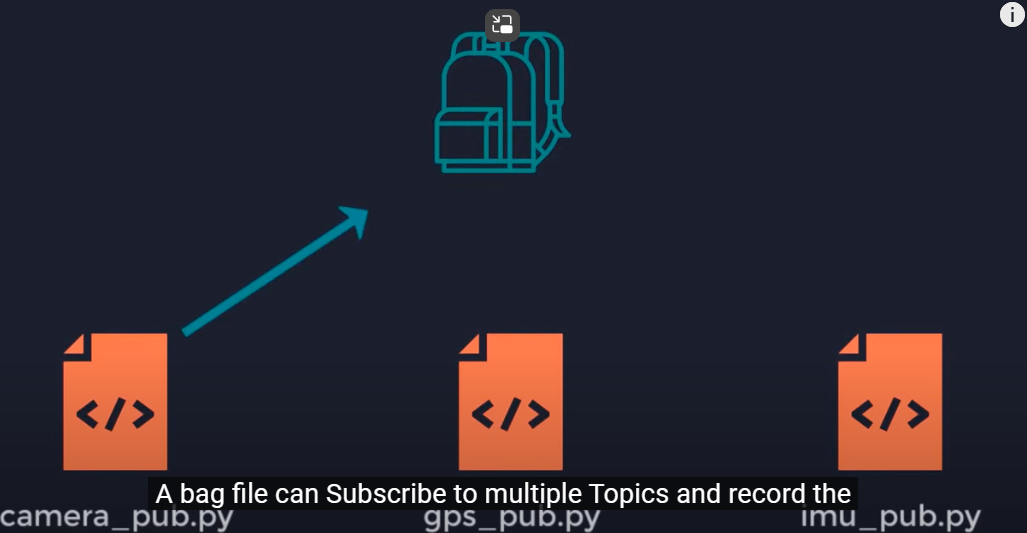 i
</>
</>
</>
A bag file can Subscribe to multiple Topics and record the
camera_pub.py
gps_pub.py
imu_pub.py